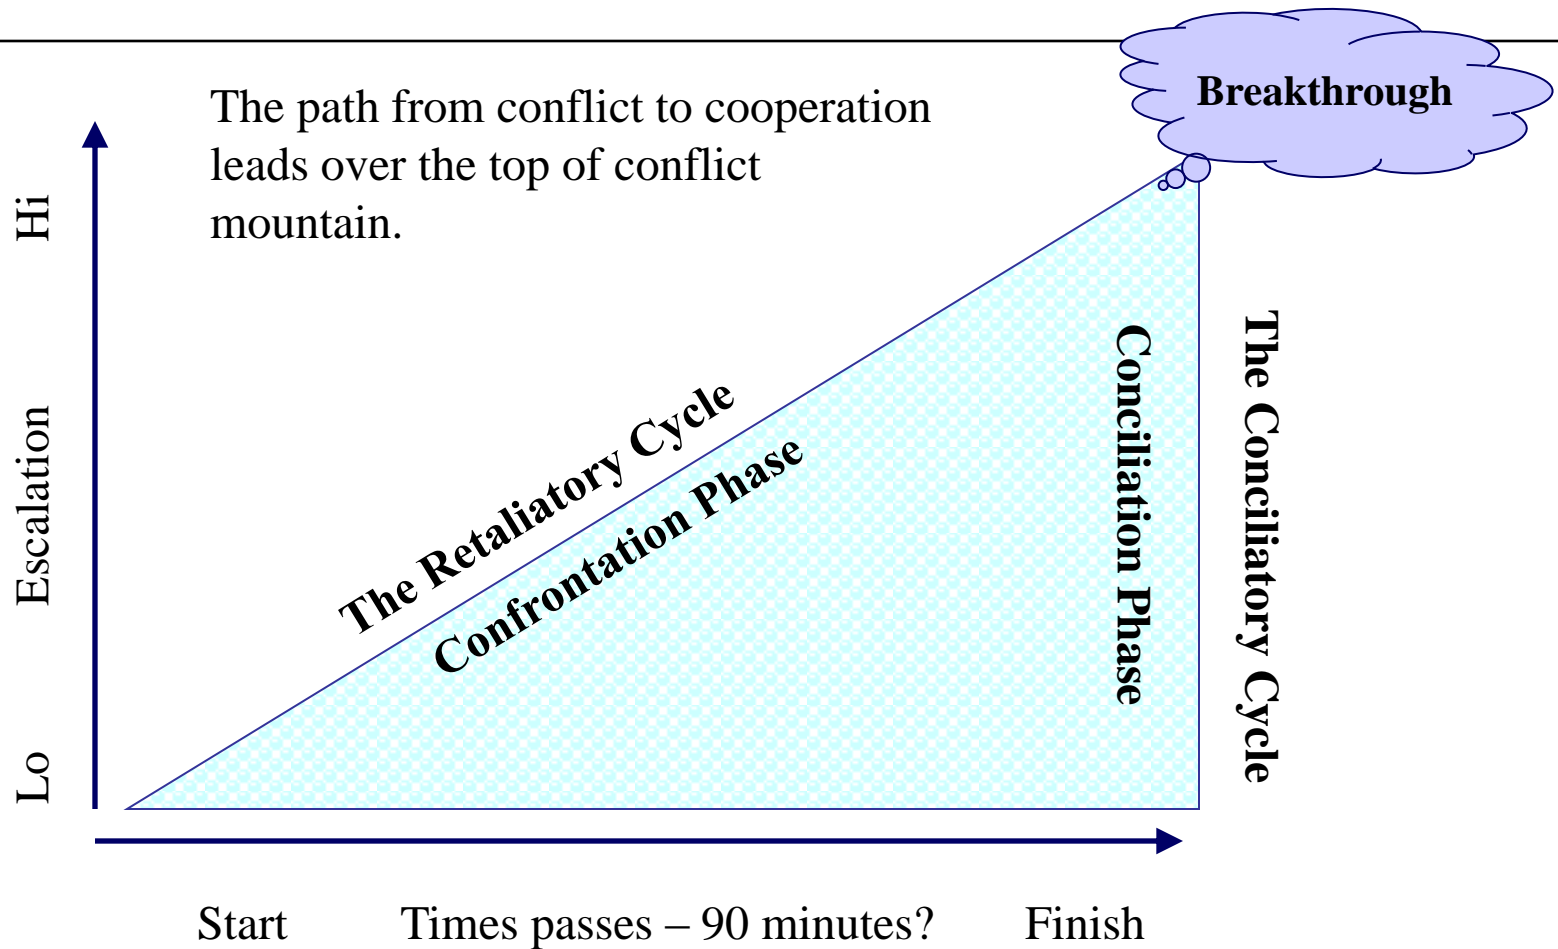 Breakthrough
The path from conflict to cooperation
leads over the top of conflict
mountain.
Hi
Escalation
Lo
The Retaliatory Cycle
Confrontation Phase
Conciliation Phase
The Conciliatory Cycle
Start
Times passes – 90 minutes?
Finish